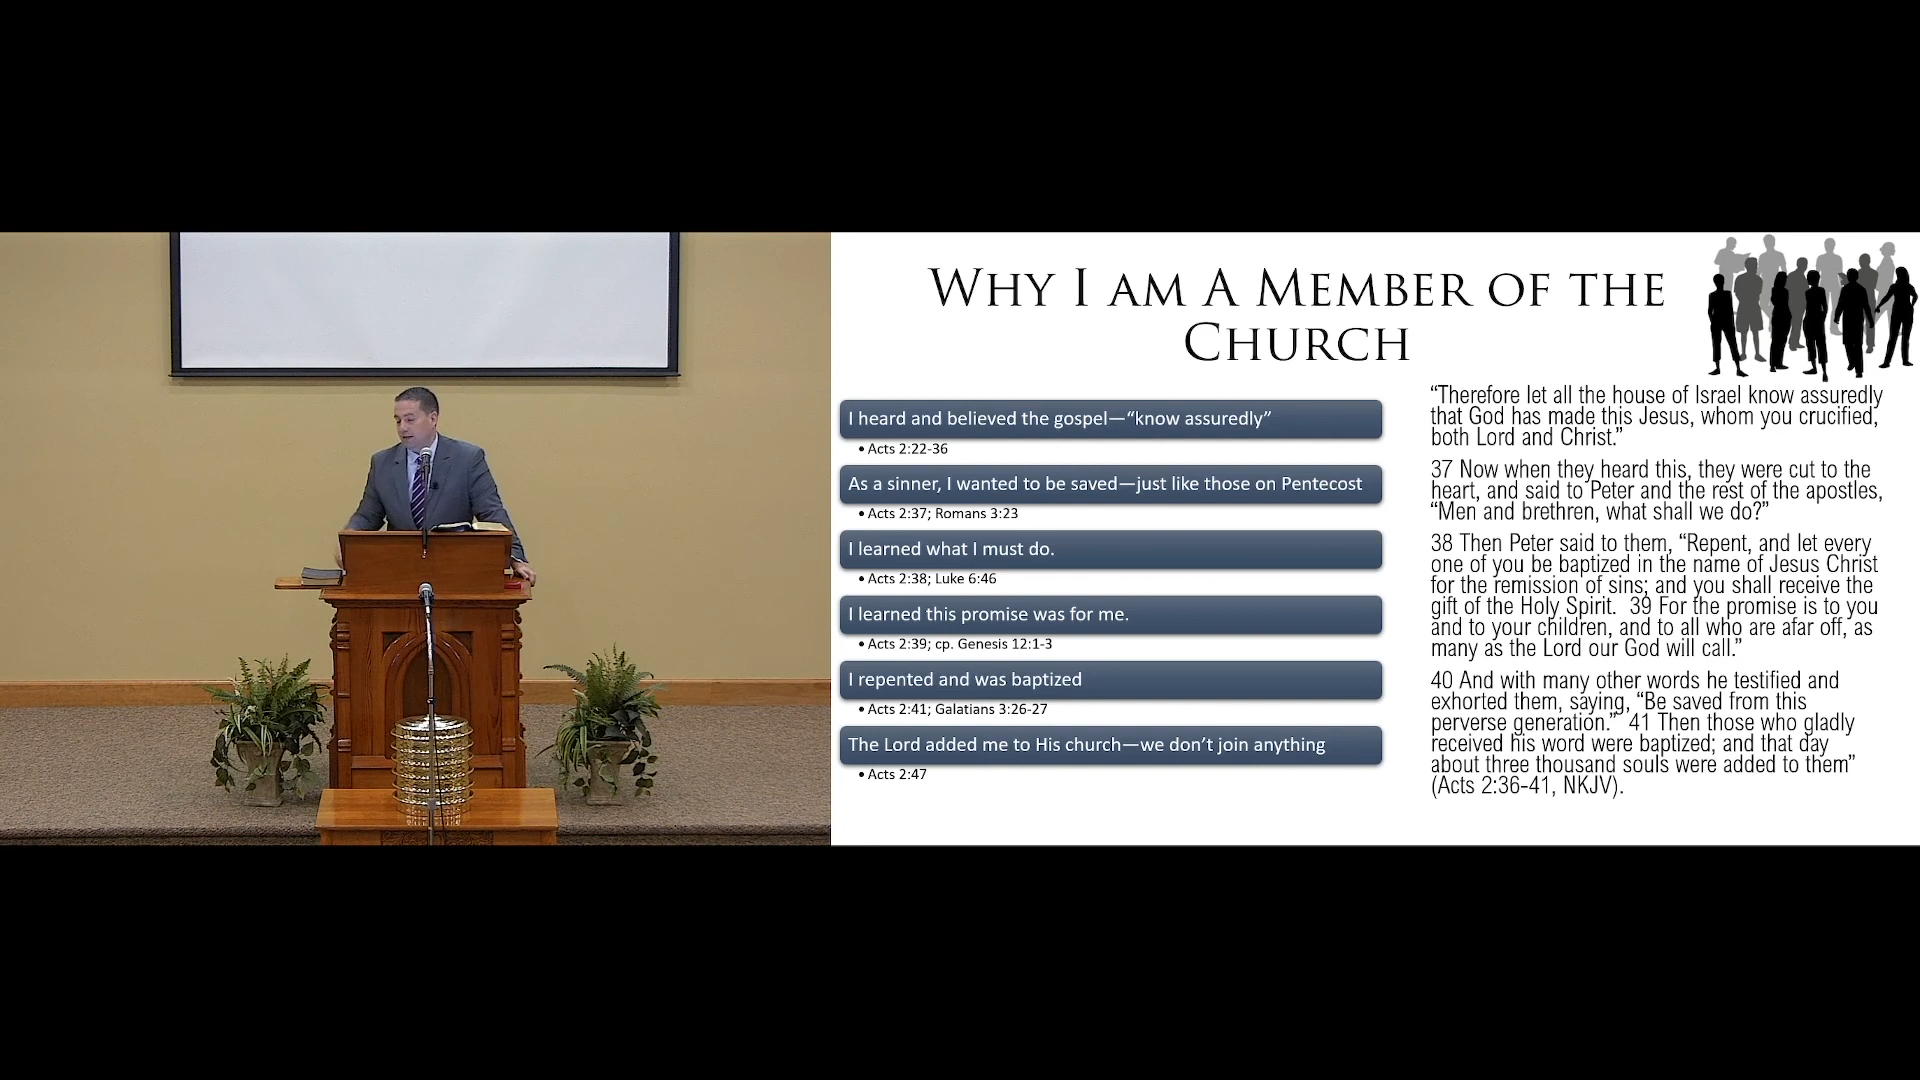 WHY I AM A MEMBER OF THE
CHURCH
I heard and believed the gospel—“know assuredly”
• Acts 2:22-36
As a sinner, I wanted to be saved—just like those on Pentecost
• Acts 2:37; Romans 3:23
I learned what I must do.
• Acts 2:38; Luke 6:46
I learned this promise was for me.
• Acts 2:39; cp. Genesis 12:1-3
I repented and was baptized
• Acts 2:41; Galatians 3:26-27
The Lord added me to His church—we don’t join anything
• Acts 2:47
“Therefore let all the house of Israel know assuredly
that God has made this Jesus, whom you crucified,
both Lord and Christ.”
37 Now when they heard this, they were cut to the
heart, and said to Peter and the rest of the apostles,
“Men and brethren, what shall we do?”
38 Then Peter said to them, “Repent, and let every
one of you be baptized in the name of Jesus Christ
for the remission of sins; and you shall receive the
gift of the Holy Spirit. 39 For the promise is to you
and to your children, and to all who are afar off, as
many as the Lord our God will call.”
40 And with many other words he testified and
exhorted them, saying, “Be saved from this
perverse generation.” 41 Then those who gladly
received his word were baptized; and that day
about three thousand souls were added to them”
(Acts 2:36-41, NKJV).